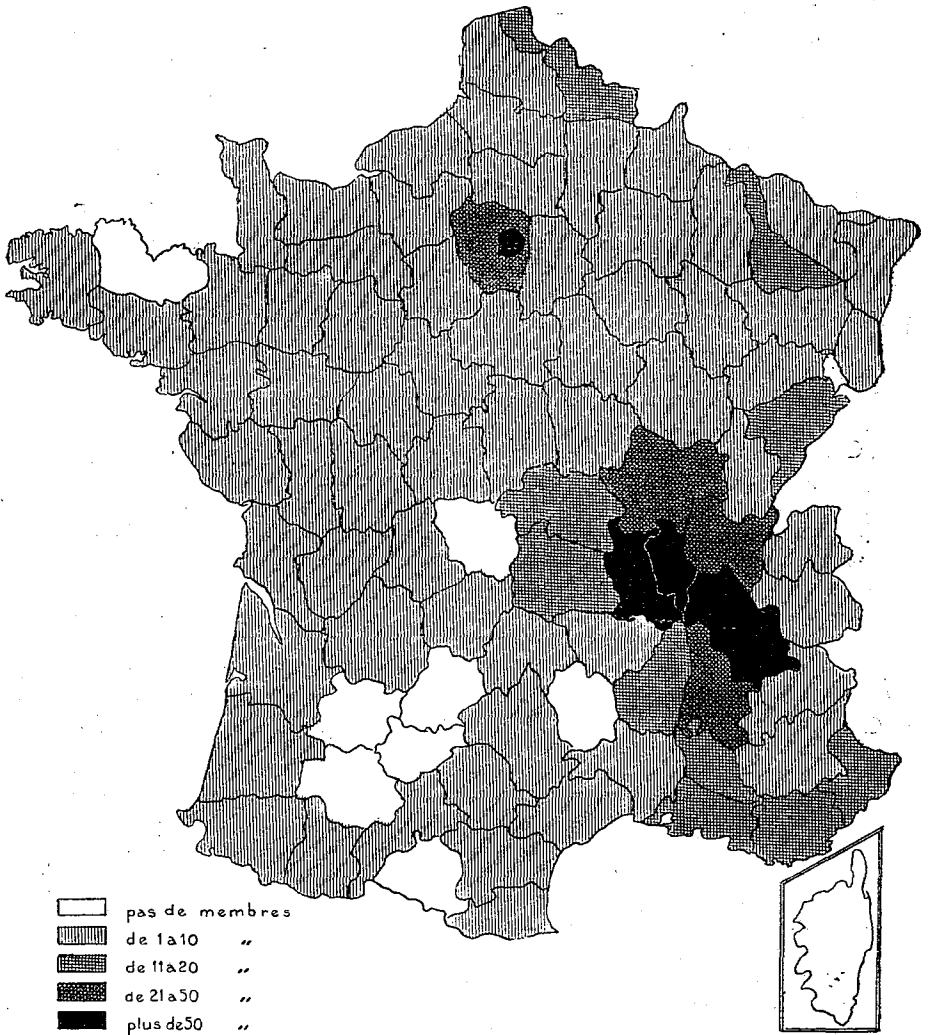 pas de membres
de 1 à 10 „
de 11 à 20 „
de 21 a 50 „
plus de 50 „